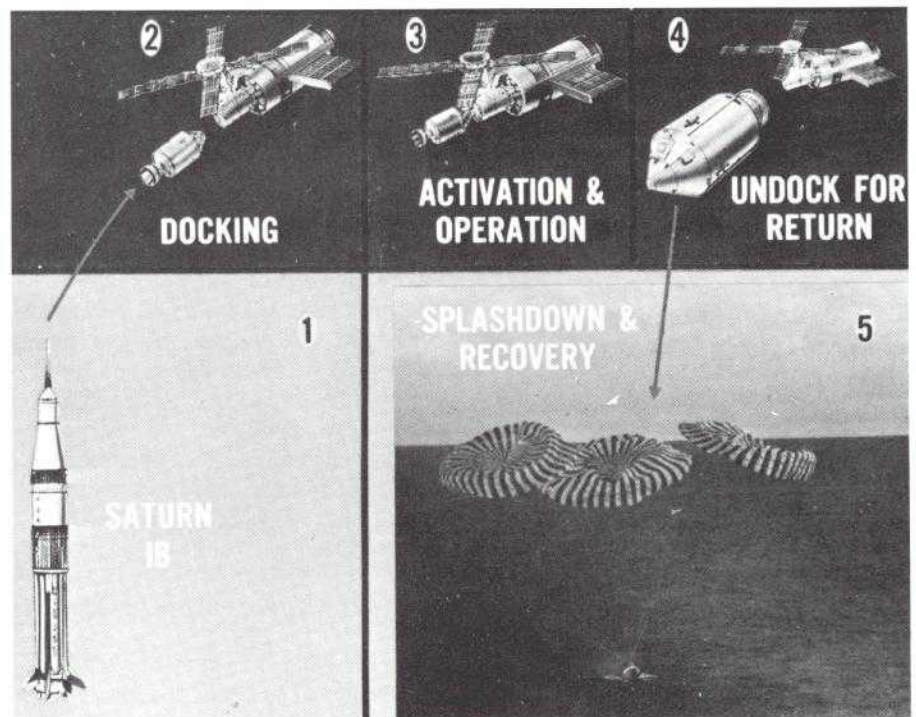 2
DOCKING
3
ACTIVATION &
OPERATION
4
UNDOCK FOR
RETURN
1
SATURN
IB
5
SPLASHDOWN &
RECOVERY